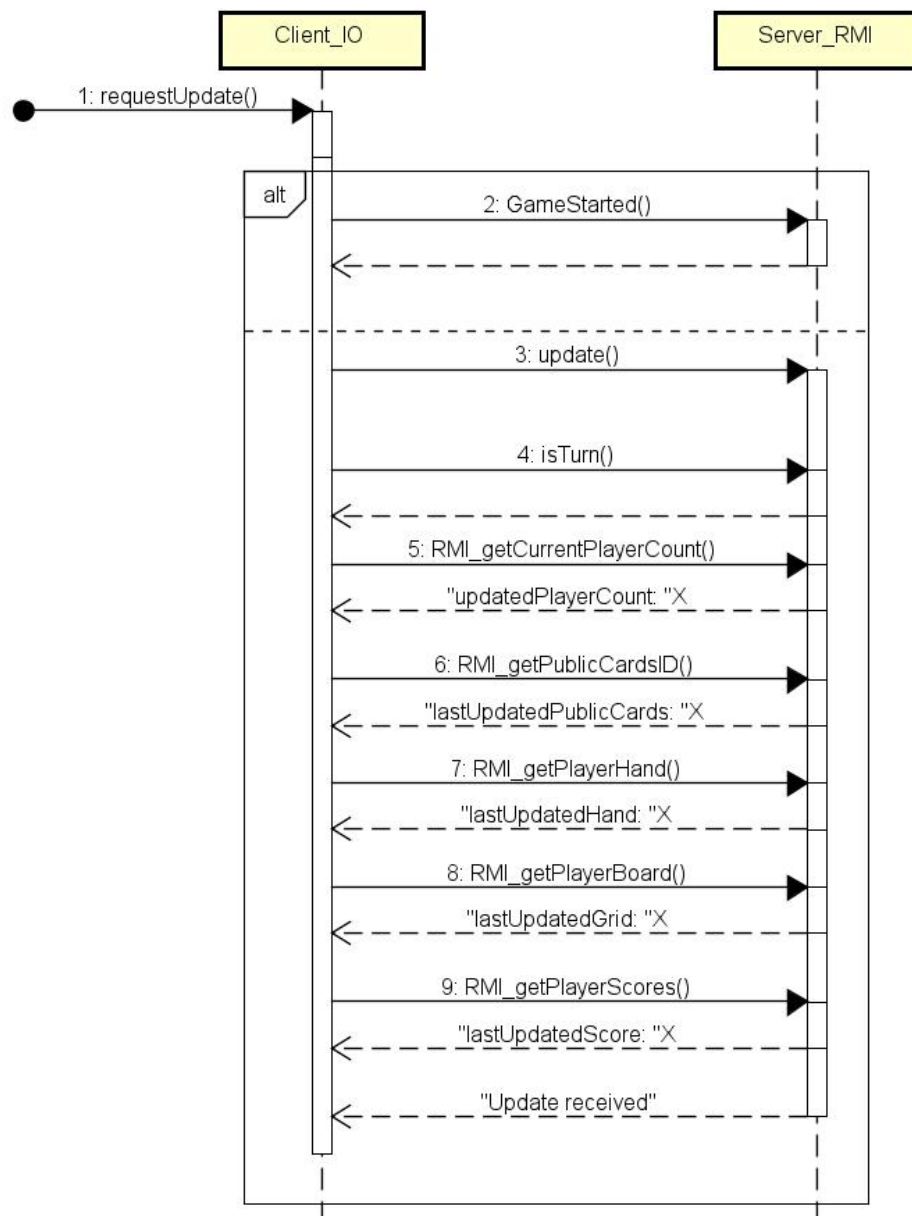 Client_IO
Server_RMI
1: requestUpdate()
alt
2: GameStarted()
3: update()
4: isTurn()
5: RMI_getCurrentPlayerCount()
"updatedPlayerCount: "X
6: RMI_getPublicCardsID()
"lastUpdatedPublicCards: "X
7: RMI_getPlayerHand()
"lastUpdatedHand: "X
8: RMI_getPlayerBoard()
"lastUpdatedGrid: "X
9: RMI_getPlayerScores()
"lastUpdatedScore: "X
"Update received"